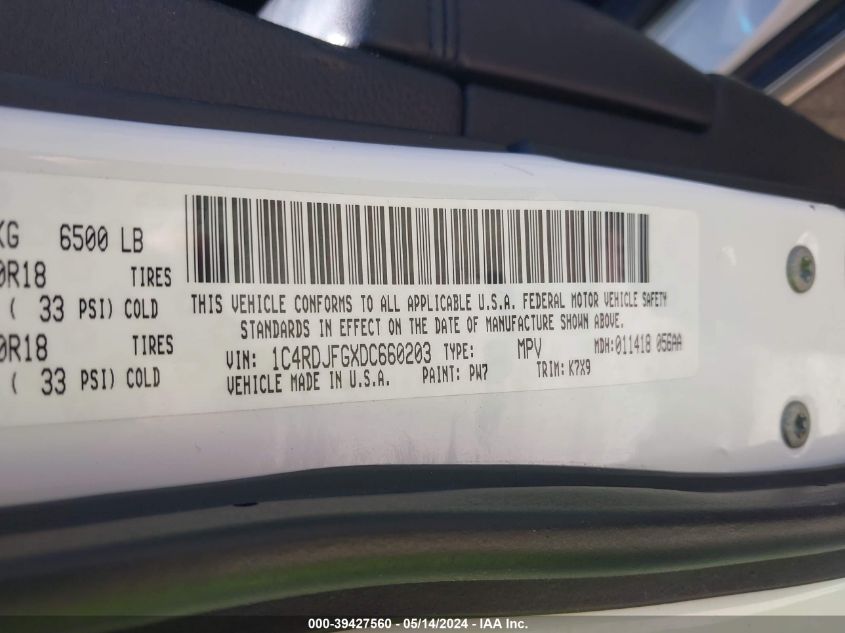 KG 6500 LB
0R18 TIRES
( 33 PSI) COLD
0R18
( 33 PSI) COLD
THIS VEHICLE CONFORMS TO ALL APPLICABLE U.S.A. FEDERAL MOTOR VEHICLE SAFETY
STANDARDS IN EFFECT ON THE DATE OF MANUFACTURE SHOWN ABOVE.
VIN: 1C4RDJFGXDC660203 TYPE: MPV MDH: 011418 056AA
VEHICLE MADE IN U.S.A. PAINT: PW7 TRIM: K7X9
000-39427560 - 05/14/2024 - IAA Inc.